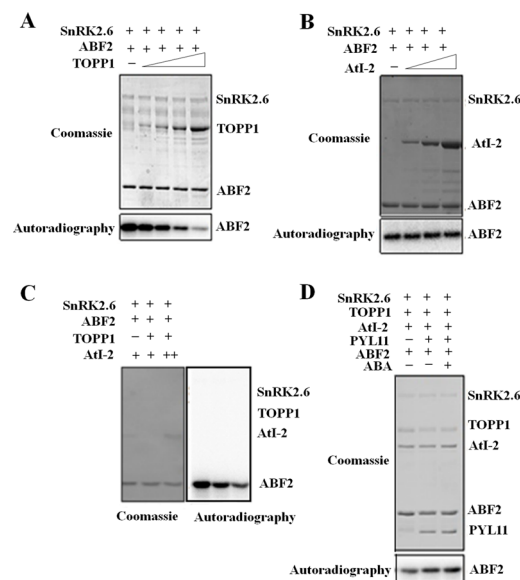 A
SnRK2.6 + + + + +
ABF2 + + + + +
TOPP1 −
SnRK2.6
Coomassie
TOPP1
ABF2
Autoradiography
ABF2
B
SnRK2.6 + + + +
ABF2 + + + +
AtI-2 −
SnRK2.6
Coomassie
AtI-2
ABF2
Autoradiography
ABF2
C
SnRK2.6 + + +
ABF2 + + +
TOPP1 − + +
AtI-2 + + ++
SnRK2.6
TOPP1
AtI-2
ABF2
Coomassie Autoradiography
D
SnRK2.6 + + +
TOPP1 + + +
AtI-2 + + +
PYL11 − + +
ABF2 + + +
ABA − − +
SnRK2.6
TOPP1
AtI-2
Coomassie
ABF2
PYL11
Autoradiography
ABF2